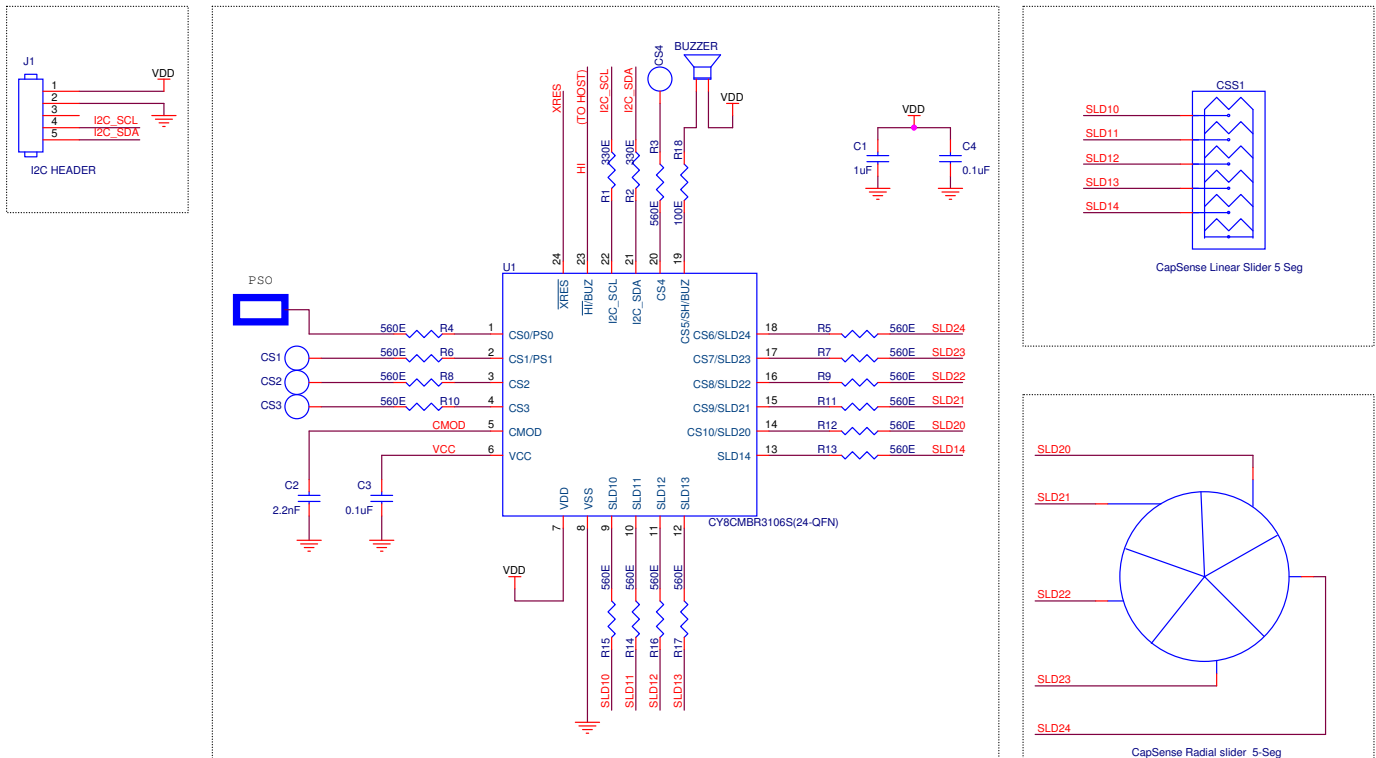 J1
VDD
1
2
3
4
5
I2C_SCL
I2C_SDA
I2C HEADER
XRES
HI
(TO HOST)
I2C_SCL
I2C_SDA
CS4
BUZZER
VDD
R1
330E
R2
330E
R3
560E
R18
100E
VDD
C1
1uF
C4
0.1uF
24
23
22
21
20
19
U1
XRES
HI/BUZ
I2C_SCL
I2C_SDA
CS4
CS5/SH/BUZ
PS0
560E
R4
1
CS0/PS0
CS1
560E
R6
2
CS1/PS1
CS2
560E
R8
3
CS2
CS3
560E
R10
4
CS3
CMOD
5
CMOD
VCC
6
VCC
CS6/SLD24
18
R5
560E
SLD24
CS7/SLD23
17
R7
560E
SLD23
CS8/SLD22
16
R9
560E
SLD22
CS9/SLD21
15
R11
560E
SLD21
CS10/SLD20
14
R12
560E
SLD20
SLD14
13
R13
560E
SLD14
C2
2.2nF
C3
0.1uF
VDD
VSS
SLD10
SLD11
SLD12
SLD13
7
8
9
10
11
12
CY8CMBR3106S(24-QFN)
VDD
560E
560E
560E
560E
R15
R14
R16
R17
SLD10
SLD11
SLD12
SLD13
CSS1
SLD10
SLD11
SLD12
SLD13
SLD14
CapSense Linear Slider 5 Seg
SLD20
SLD21
SLD22
SLD23
SLD24
CapSense Radial slider 5-Seg